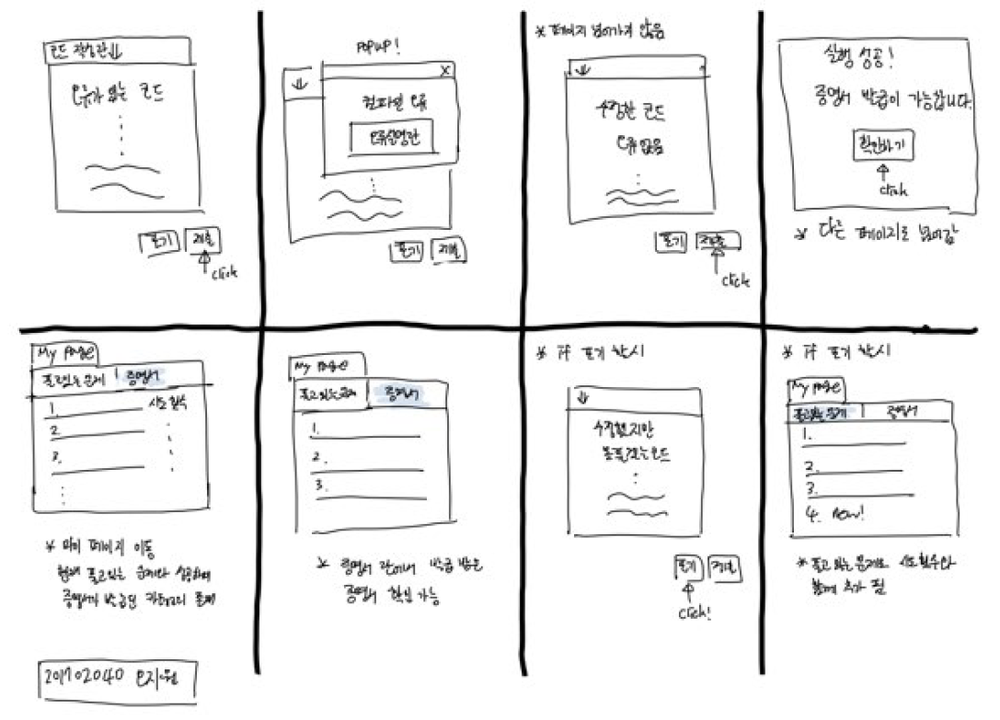 코드 작성란
오류가 있는 코드
포기
제출
click
POPUP!
X
컴파일 오류
오류설명란
포기
제출
* 페이지 넘어가지 않음
수정한 코드
오류 없음
포기
제출
click
실행 성공!
증명서 발급이 가능합니다.
확인하기
click
* 다른 페이지로 넘어감
My Page
풀고있는 문제
증명서
1.
시도 횟수
2.
3.
* 마이 페이지 이동
현재 풀고있는 문제와 성공하여
증명서가 발급된 카테고리 존재
My Page
풀고있는 문제
증명서
1.
2.
3.
* 증명서 란에서 발급 받은
증명서 확인 가능
* if 포기 할시
수정했지만
못풀겠는 코드
포기
제출
click!
* if 포기 할시
My Page
풀고있는 문제
증명서
1.
2.
3.
4. New!
* 풀고 있는 문제로 시도횟수와
함께 추가 됨
201702040 오지원